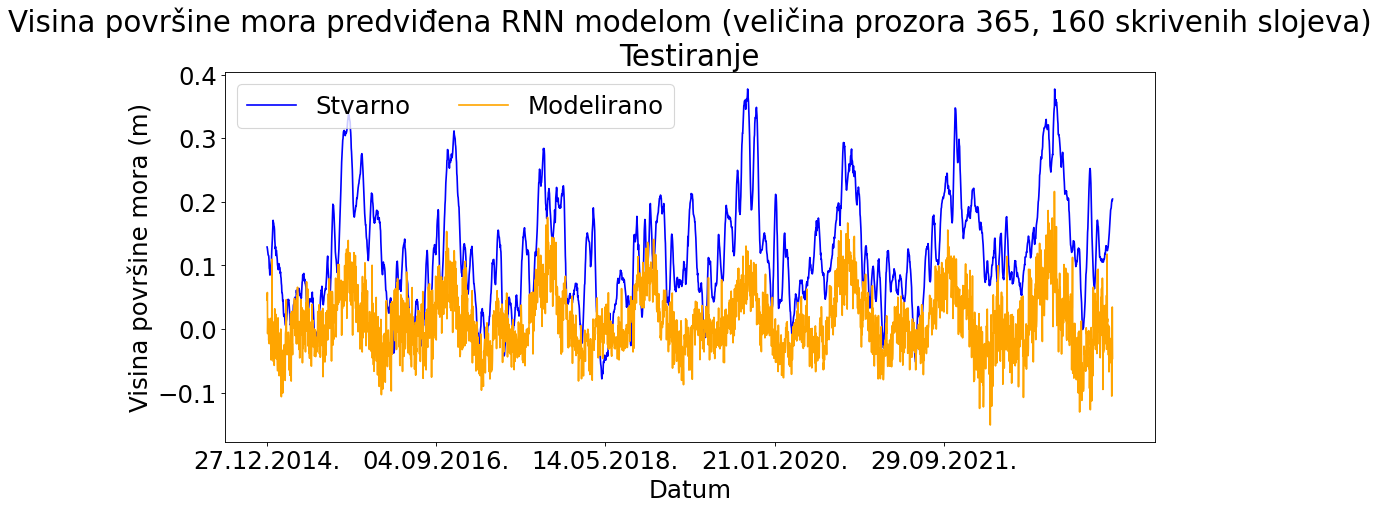 Visina površine mora predviđena RNN modelom (veličina prozora 365, 160 skrivenih slojeva)
Testiranje
Stvarno
Modelirano
Visina površine mora (m)
0.4
0.3
0.2
0.1
0.0
−0.1
27.12.2014.
04.09.2016.
14.05.2018.
21.01.2020.
29.09.2021.
Datum